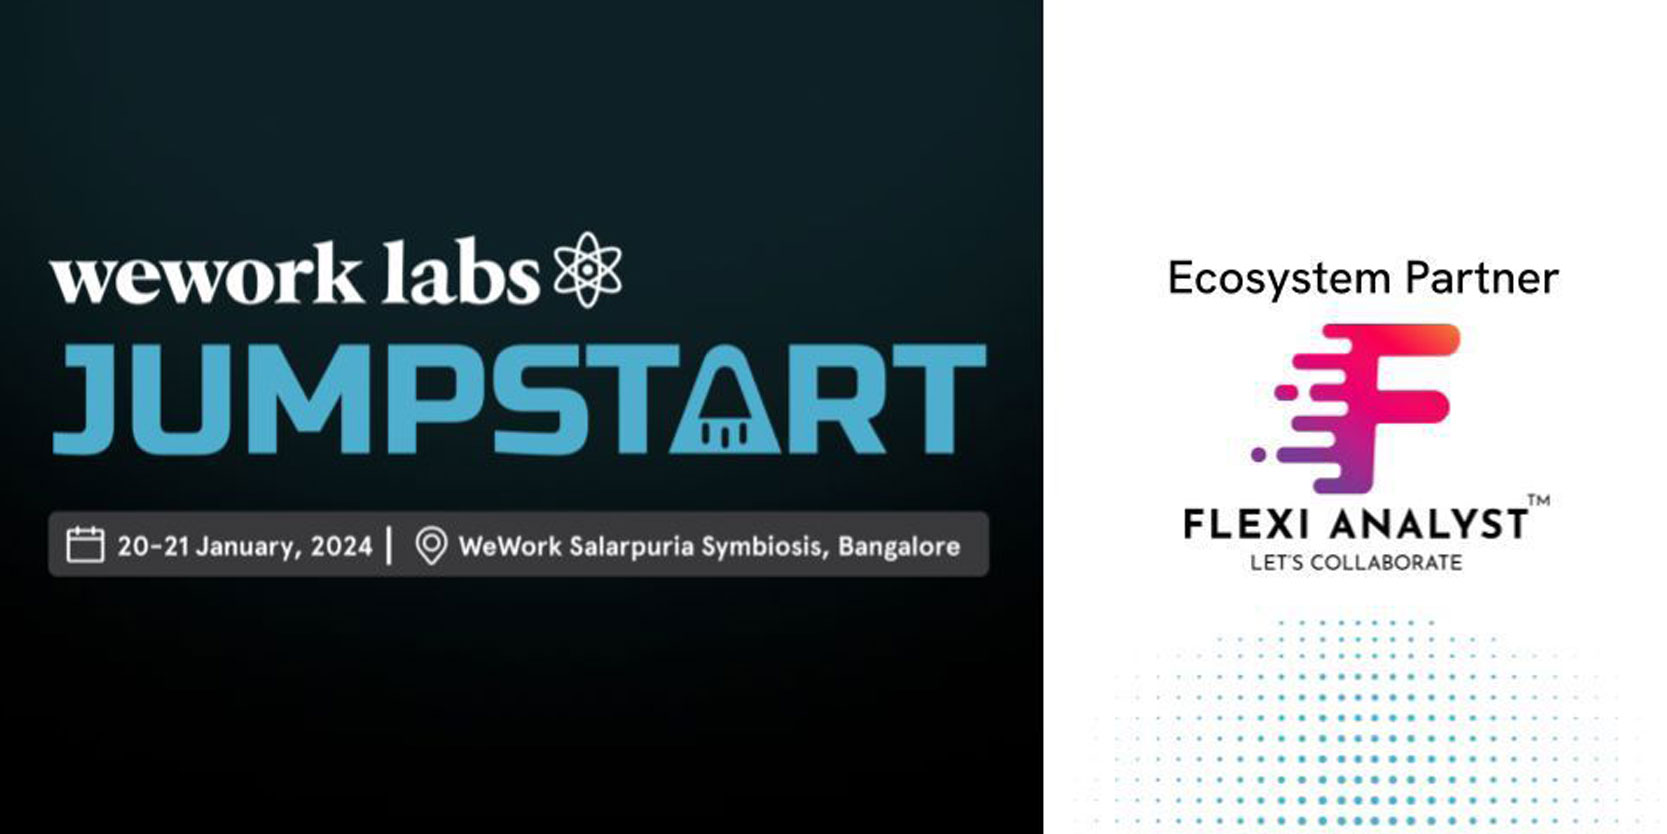 wework labs
JUMPSTART
20-21 January, 2024 | WeWork Salarpuria Symbiosis, Bangalore
Ecosystem Partner
F
FLEXI ANALYST™
LET'S COLLABORATE